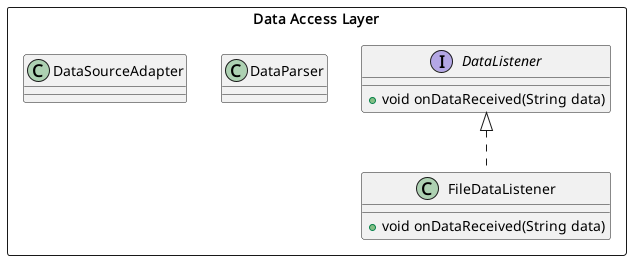 Data Access Layer
C DataSourceAdapter
C DataParser
I DataListener
void onDataReceived(String data)
C FileDataListener
void onDataReceived(String data)